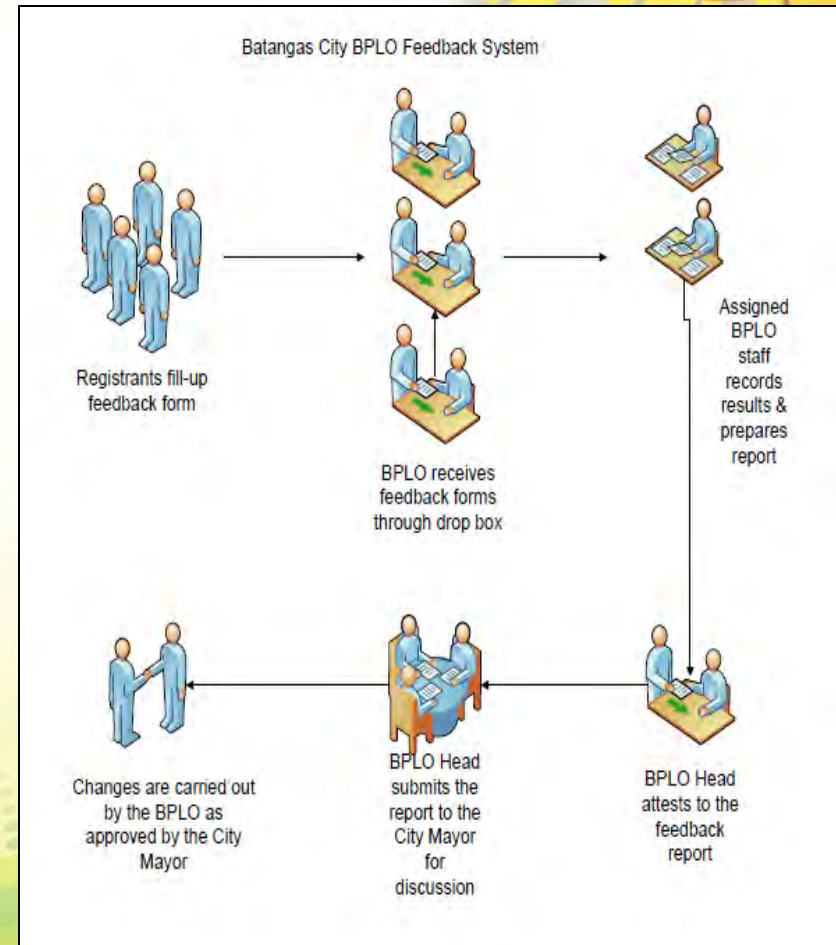 Batangas City BPLO Feedback System
Registrants fill-up
feedback form
BPLO receives
feedback forms
through drop box
Assigned
BPLO
staff
records
results &
prepares
report
BPLO Head
attests to the
feedback
report
BPLO Head
submits the
report to the
City Mayor
for
discussion
Changes are carried out
by the BPLO as
approved by the City
Mayor